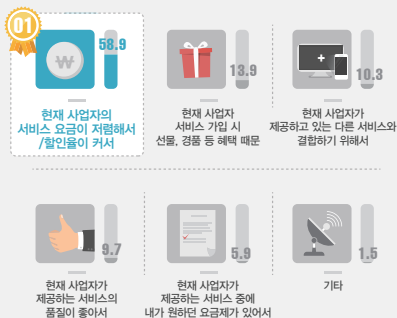 01
58.9
13.9
10.3
현재 사업자의
서비스 요금이 저렴해서
/할인율이 커서
현재 사업자
서비스 가입 시
선물, 경품 등 혜택 때문
현재 사업자가
제공하고 있는 다른 서비스와
결합하기 위해서
9.7
5.9
1.5
현재 사업자가
제공하는 서비스의
품질이 좋아서
현재 사업자가
제공하는 서비스 중에
내가 원하던 요금제가 있어서
기타